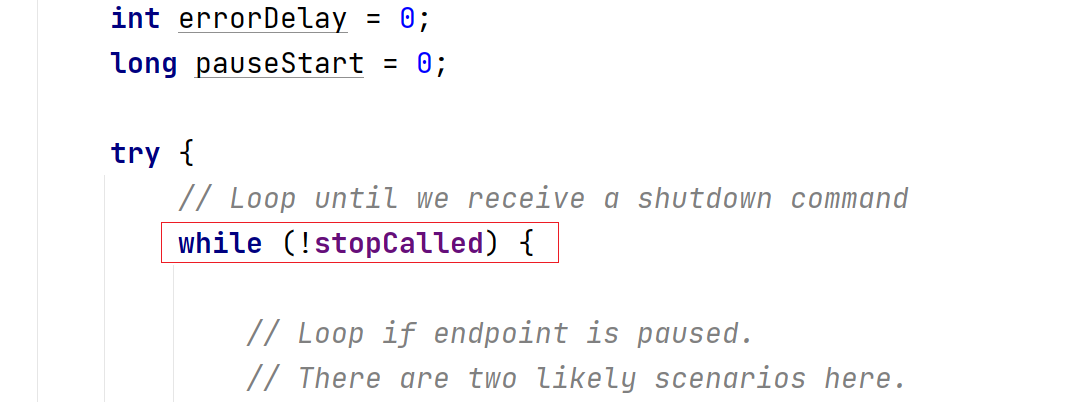 int errorDelay = 0;
long pauseStart = 0;
try {
// Loop until we receive a shutdown command
while (!stopCalled) {
// Loop if endpoint is paused.
// There are two likely scenarios here.